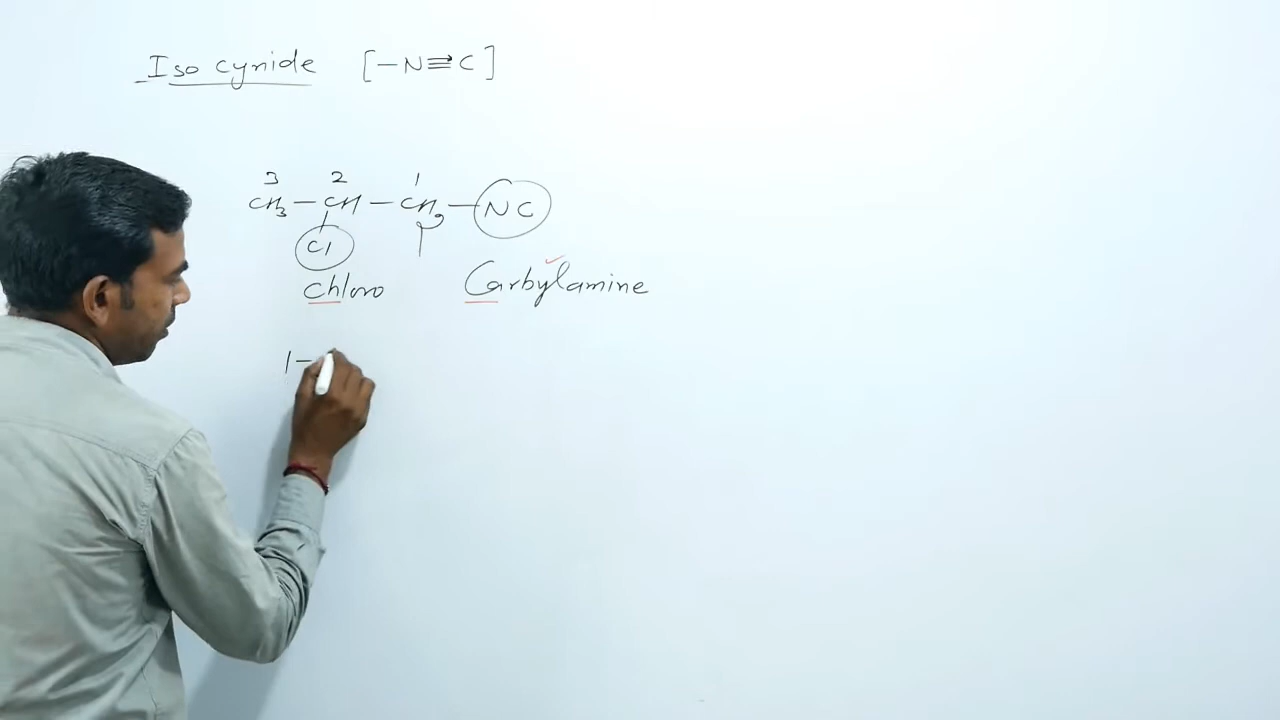 Iso cynide [-N≡C]
3 2 1
CH3 - CH - CH2 - NC
Cl
chloro Carbylamine
1-